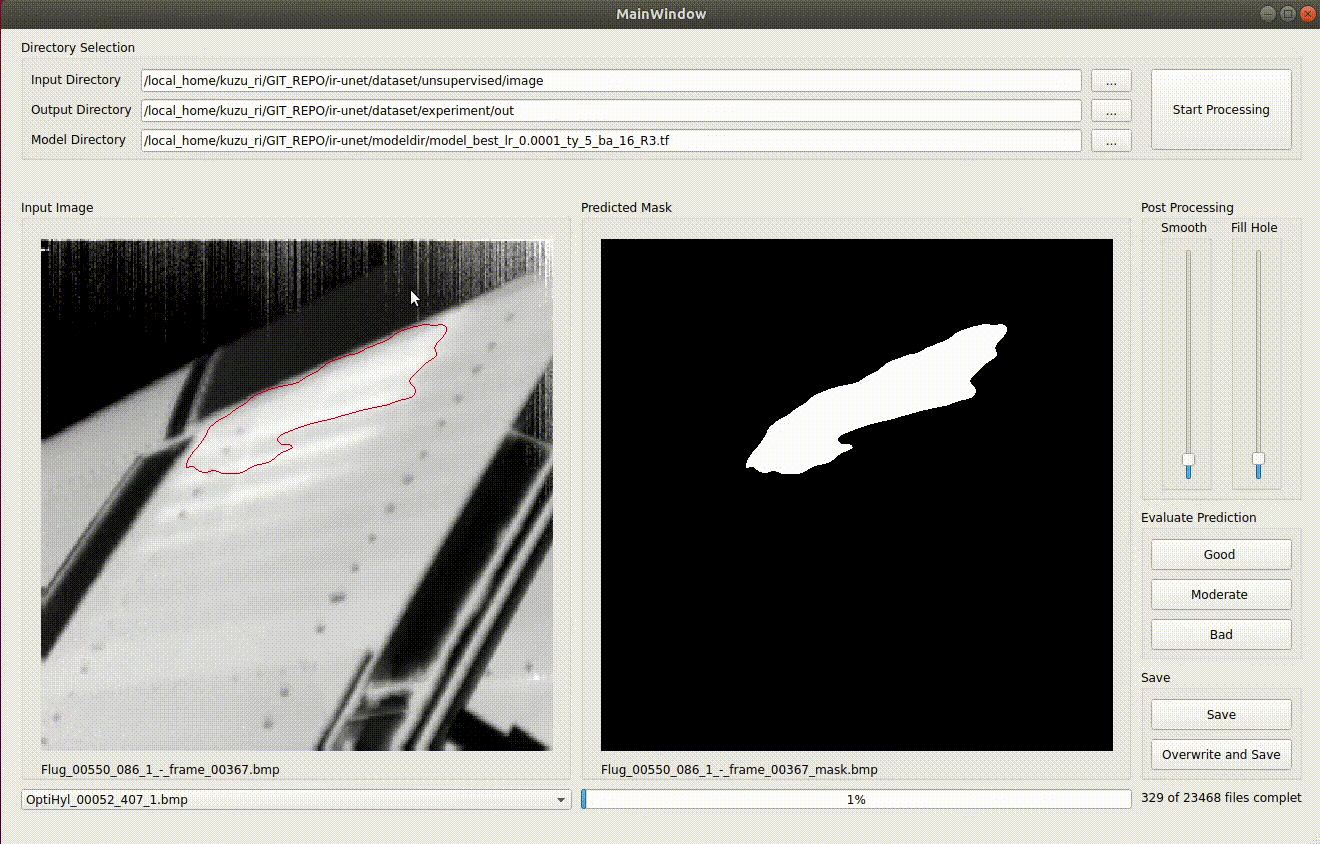 MainWindow
Directory Selection
Input Directory
/local_home/kuzu_ri/GIT_REPO/ir-unet/dataset/unsupervised/image
...
Output Directory
/local_home/kuzu_ri/GIT_REPO/ir-unet/dataset/experiment/out
...
Model Directory
/local_home/kuzu_ri/GIT_REPO/ir-unet/modeldir/model_best_lr_0.0001_ty_5_ba_16_R3.tf
...
Start Processing
Input Image
Predicted Mask
Post Processing
Smooth
Fill Hole
Evaluate Prediction
Good
Moderate
Bad
Save
Save
Overwrite and Save
Flug_00550_086_1_-_frame_00367.bmp
Flug_00550_086_1_-_frame_00367_mask.bmp
OptiHyl_00052_407_1.bmp
1%
329 of 23468 files complet